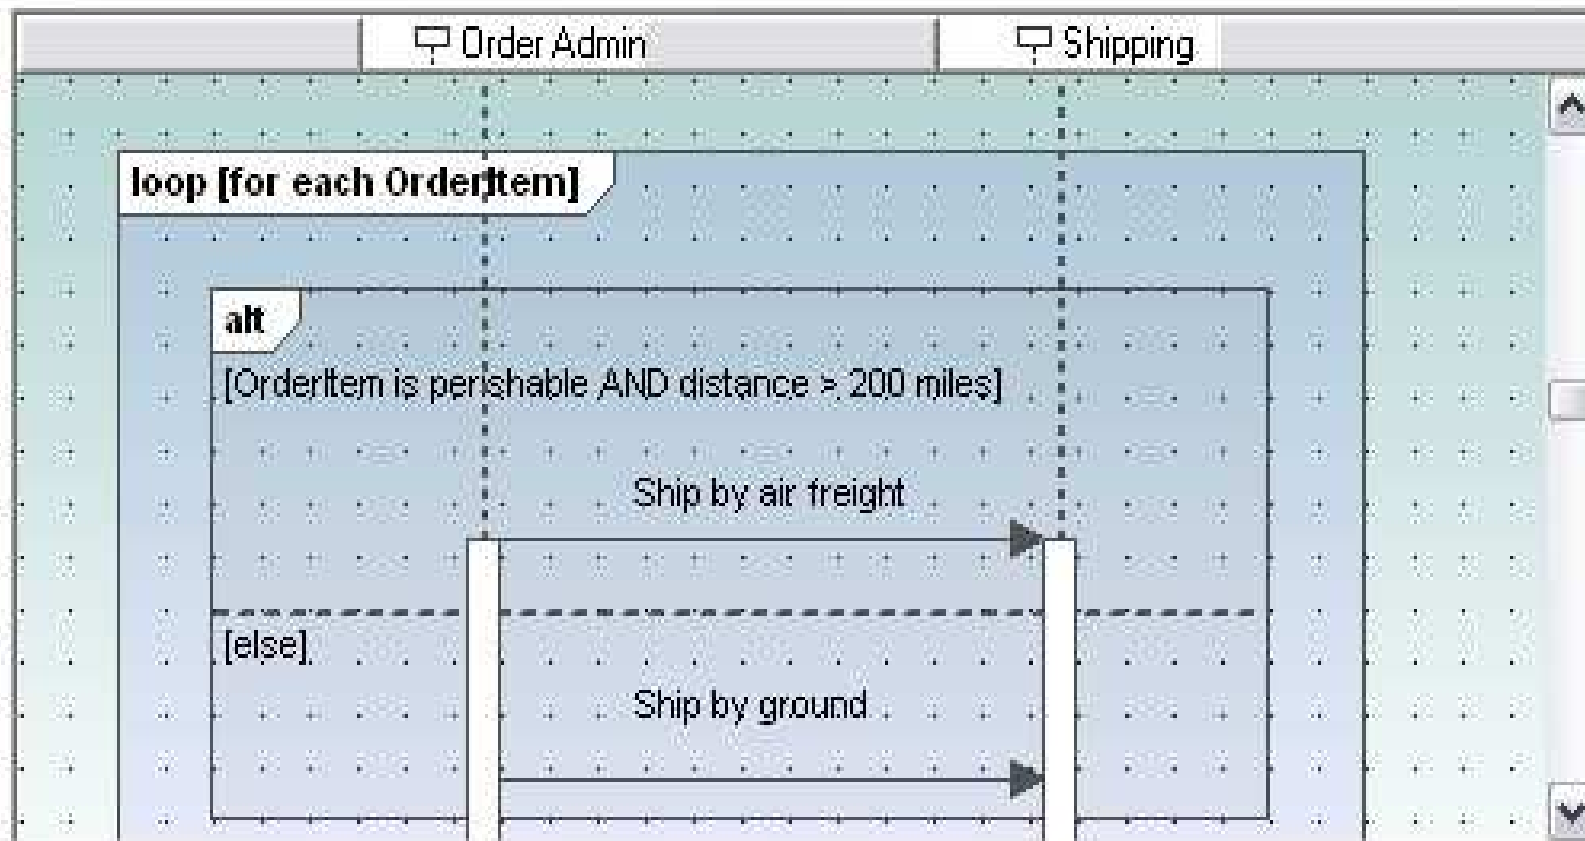 Order Admin
Shipping
loop [for each OrderItem]
alt
[OrderItem is perishable AND distance > 200 miles]
Ship by air freight
[else]
Ship by ground